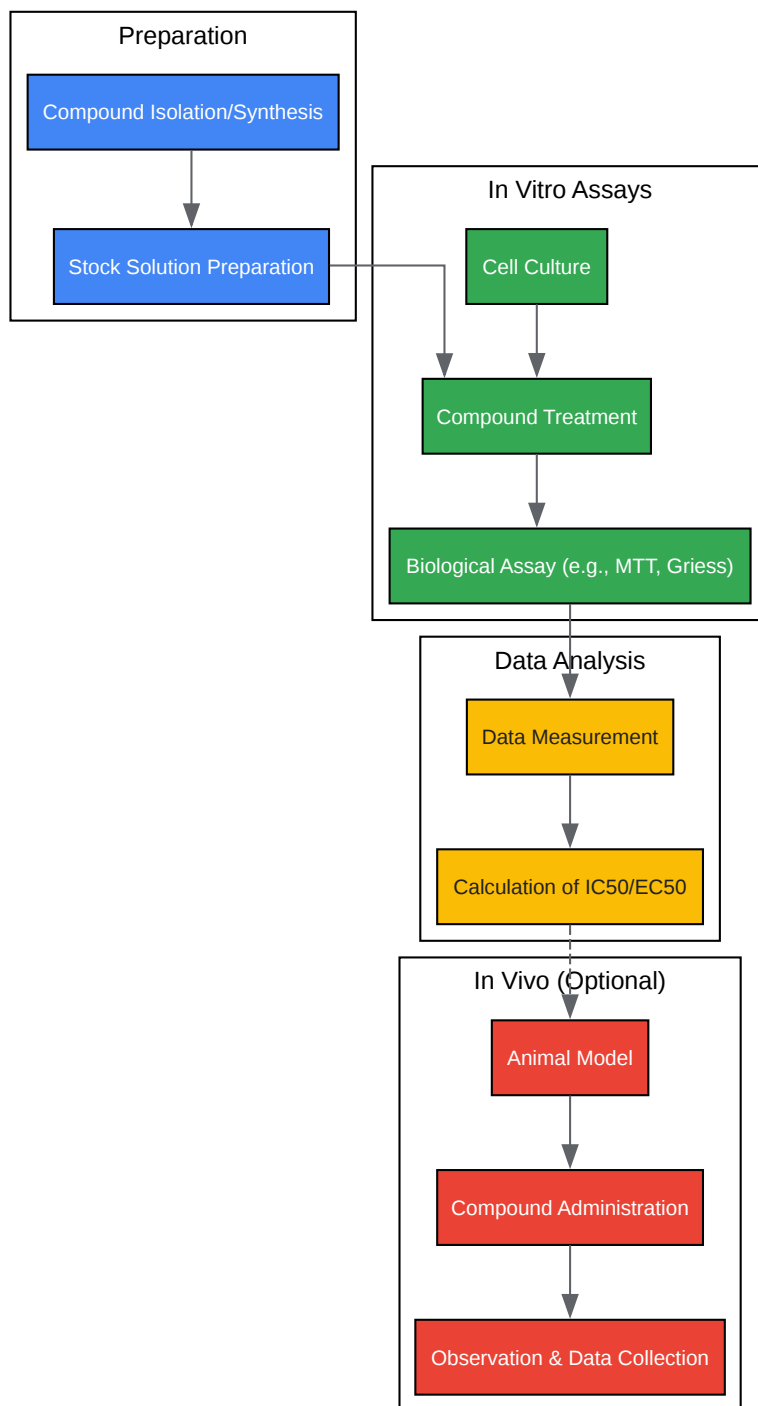 Preparation
Compound Isolation/Synthesis
Stock Solution Preparation
In Vitro Assays
Cell Culture
Compound Treatment
Biological Assay (e.g., MTT, Griess)
Data Analysis
Data Measurement
Calculation of IC50/EC50
In Vivo (Optional)
Animal Model
Compound Administration
Observation & Data Collection